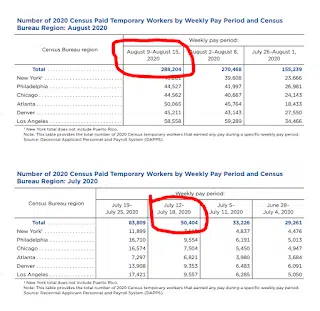 Number of 2020 Census Paid Temporary Workers by Weekly Pay Period and Census
Bureau Region: August 2020
Weekly pay period:
Census Bureau region August 9–August 15, 2020 August 2–August 8, 2020 July 26–August 1, 2020
Total 288,204 270,468 155,239
New York¹ 39,608 23,666
Philadelphia 44,527 41,997 26,981
Chicago 44,562 40,667 24,143
Atlanta 50,065 45,764 18,433
Denver 45,211 43,143 27,550
Los Angeles 58,558 59,289 34,466
¹ New York total does not include Puerto Rico.
Note: This table provides the total number of 2020 Census temporary workers that earned any pay during a specific weekly pay period.
Source: Decennial Applicant Personnel and Payroll System (DAPPS).
Number of 2020 Census Paid Temporary Workers by Weekly Pay Period and Census
Bureau Region: July 2020
Weekly pay period:
Census Bureau region July 19–July 25, 2020 July 12–July 18, 2020 July 5–July 11, 2020 June 28–July 4, 2020
Total 83,809 50,404 33,226 29,261
New York¹ 11,899 4,837 4,476
Philadelphia 16,710 9,554 6,191 5,013
Chicago 16,574 7,504 5,450 4,947
Atlanta 7,297 6,821 3,980 3,684
Denver 13,908 9,353 6,483 6,091
Los Angeles 17,421 9,557 6,285 5,050
¹ New York total does not include Puerto Rico.
Note: This table provides the total number of 2020 Census temporary workers that earned any pay during a specific weekly pay period.
Source: Decennial Applicant Personnel and Payroll System (DAPPS).